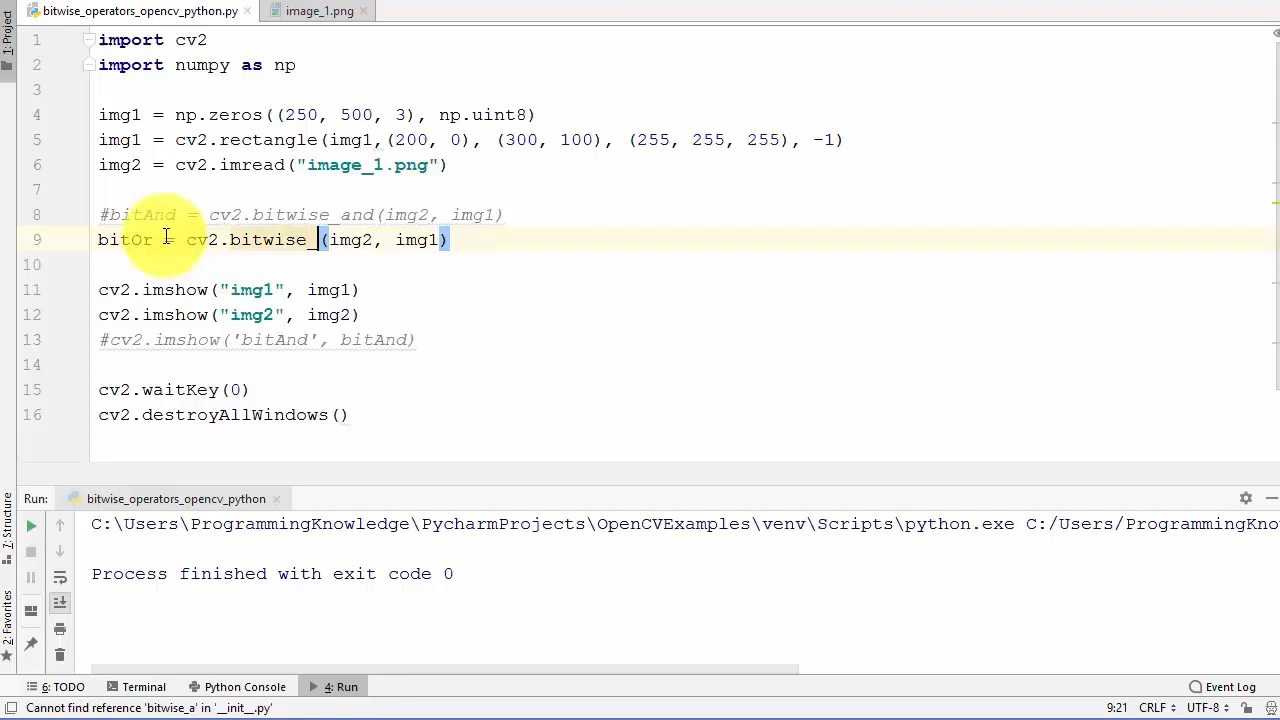 bitwise_operators_opencv_python.py image_1.png
1: Project
1 import cv2
2 import numpy as np
3
4 img1 = np.zeros((250, 500, 3), np.uint8)
5 img1 = cv2.rectangle(img1,(200, 0), (300, 100), (255, 255, 255), -1)
6 img2 = cv2.imread("image_1.png")
7
8 #bitAnd = cv2.bitwise_and(img2, img1)
9 bitOr = cv2.bitwise_(img2, img1)
10
11 cv2.imshow("img1", img1)
12 cv2.imshow("img2", img2)
13 #cv2.imshow('bitAnd', bitAnd)
14
15 cv2.waitKey(0)
16 cv2.destroyAllWindows()
Run: bitwise_operators_opencv_python
7: Structure
2: Favorites
C:\Users\ProgrammingKnowledge\PycharmProjects\OpenCVExamples\venv\Scripts\python.exe C:/Users/ProgrammingKno
Process finished with exit code 0
6: TODO Terminal Python Console 4: Run Event Log
Cannot find reference 'bitwise_a' in '__init__.py' 9:21 CRLF UTF-8